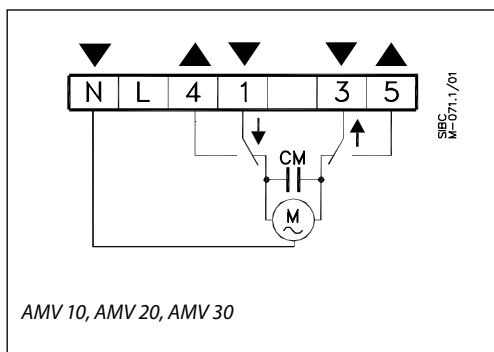 N L 4 1 3 5
SIBC
M-071.1/01
CM
M
~
AMV 10, AMV 20, AMV 30